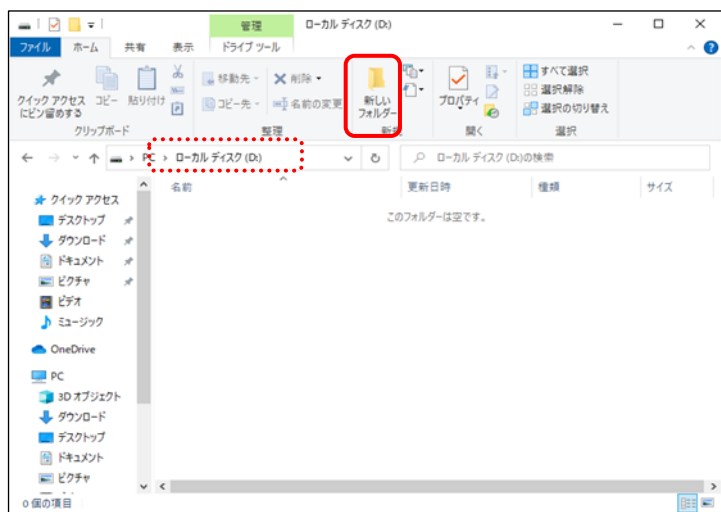 管理
ローカル ディスク (D:)
ファイル ホーム 共有 表示 ドライブ ツール
クイック アクセス
にピン留めする
コピー 貼り付け
移動先 削除
コピー先 名前の変更
新しい
フォルダー
プロパティ
すべて選択
選択解除
選択の切り替え
クリップボード 整理 新規 開く 選択
PC › ローカル ディスク (D:)
ローカル ディスク (D:)の検索
名前 更新日時 種類 サイズ
このフォルダーは空です。
クイック アクセス
デスクトップ
ダウンロード
ドキュメント
ピクチャ
ビデオ
ミュージック
OneDrive
PC
3D オブジェクト
ダウンロード
デスクトップ
ドキュメント
ピクチャ
0 個の項目